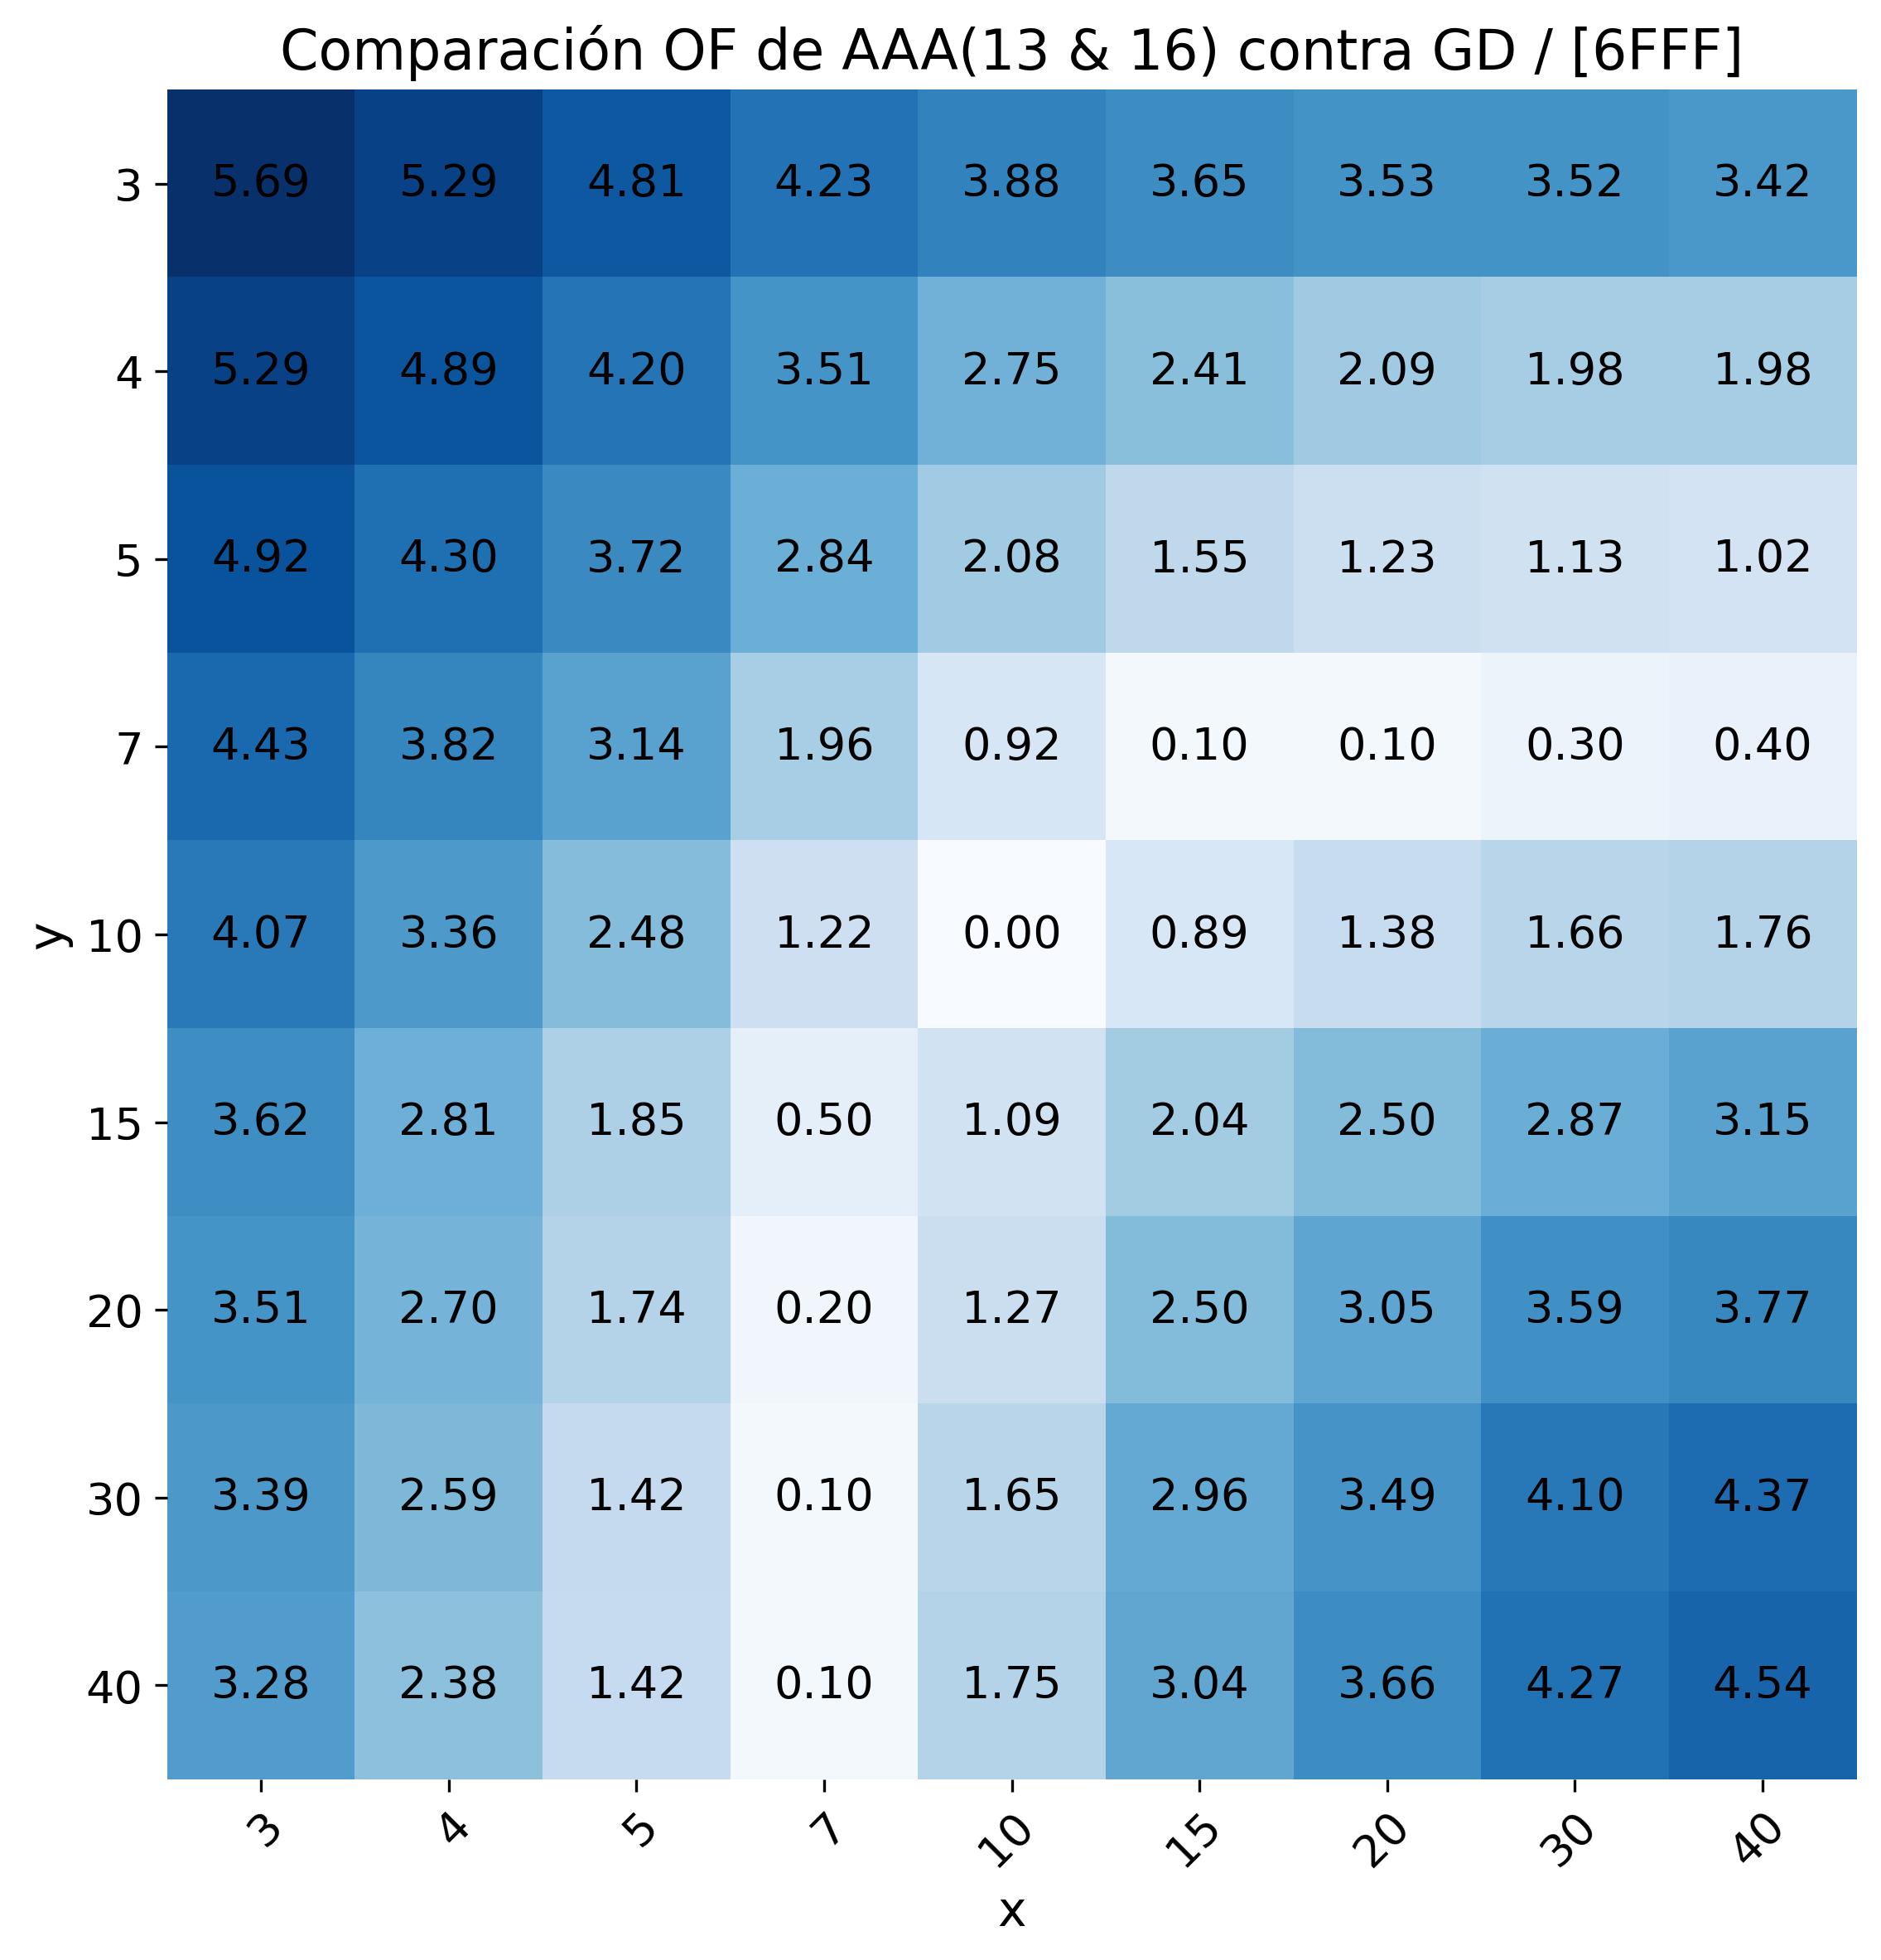 Comparación OF de AAA(13 & 16) contra GD / [6FFF]
3 5.69 5.29 4.81 4.23 3.88 3.65 3.53 3.52 3.42
4 5.29 4.89 4.20 3.51 2.75 2.41 2.09 1.98 1.98
5 4.92 4.30 3.72 2.84 2.08 1.55 1.23 1.13 1.02
7 4.43 3.82 3.14 1.96 0.92 0.10 0.10 0.30 0.40
y 10 4.07 3.36 2.48 1.22 0.00 0.89 1.38 1.66 1.76
15 3.62 2.81 1.85 0.50 1.09 2.04 2.50 2.87 3.15
20 3.51 2.70 1.74 0.20 1.27 2.50 3.05 3.59 3.77
30 3.39 2.59 1.42 0.10 1.65 2.96 3.49 4.10 4.37
40 3.28 2.38 1.42 0.10 1.75 3.04 3.66 4.27 4.54
3 4 5 7 10 15 20 30 40
x